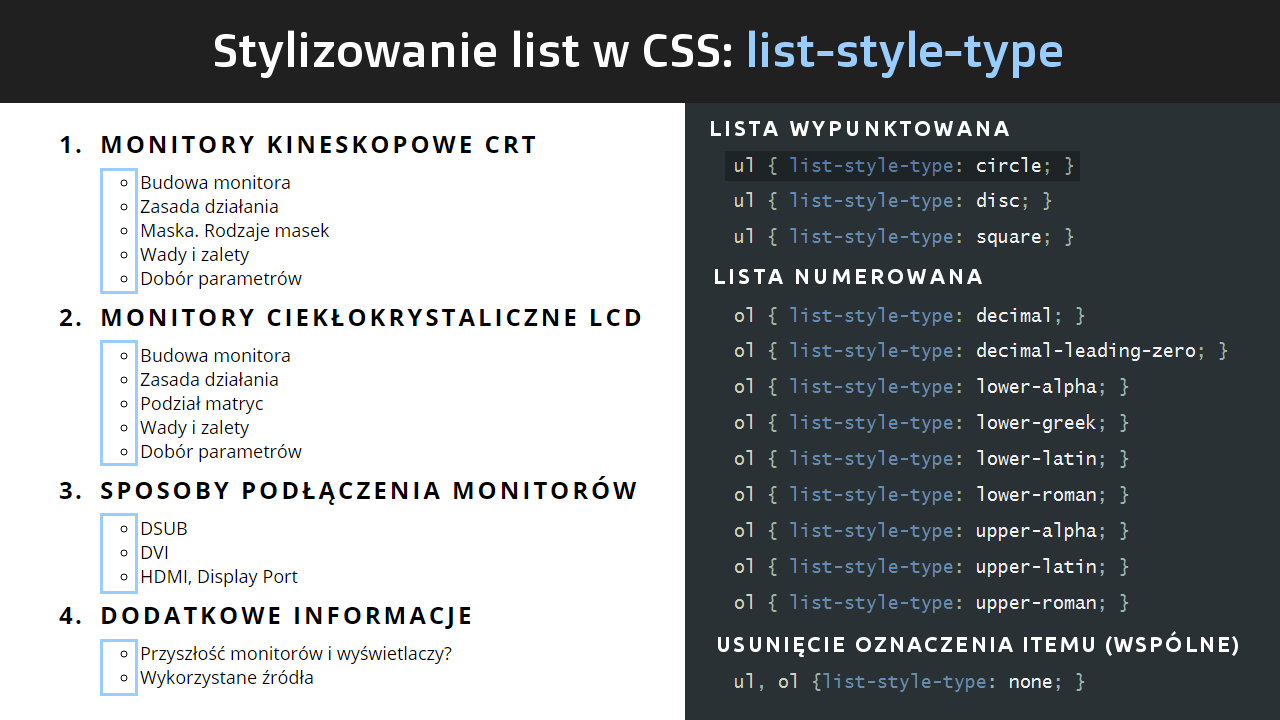 Stylizowanie list w CSS: list-style-type
1. MONITORY KINESKOPOWE CRT
Budowa monitora
Zasada działania
Maska. Rodzaje masek
Wady i zalety
Dobór parametrów
2. MONITORY CIEKŁOKRYSTALICZNE LCD
Budowa monitora
Zasada działania
Podział matryc
Wady i zalety
Dobór parametrów
3. SPOSOBY PODŁĄCZENIA MONITORÓW
DSUB
DVI
HDMI, Display Port
4. DODATKOWE INFORMACJE
Przyszłość monitorów i wyświetlaczy?
Wykorzystane źródła
LISTA WYPUNKTOWANA
ul { list-style-type: circle; }
ul { list-style-type: disc; }
ul { list-style-type: square; }
LISTA NUMEROWANA
ol { list-style-type: decimal; }
ol { list-style-type: decimal-leading-zero; }
ol { list-style-type: lower-alpha; }
ol { list-style-type: lower-greek; }
ol { list-style-type: lower-latin; }
ol { list-style-type: lower-roman; }
ol { list-style-type: upper-alpha; }
ol { list-style-type: upper-latin; }
ol { list-style-type: upper-roman; }
USUNIĘCIE OZNACZENIA ITEMU (WSPÓLNE)
ul, ol {list-style-type: none; }